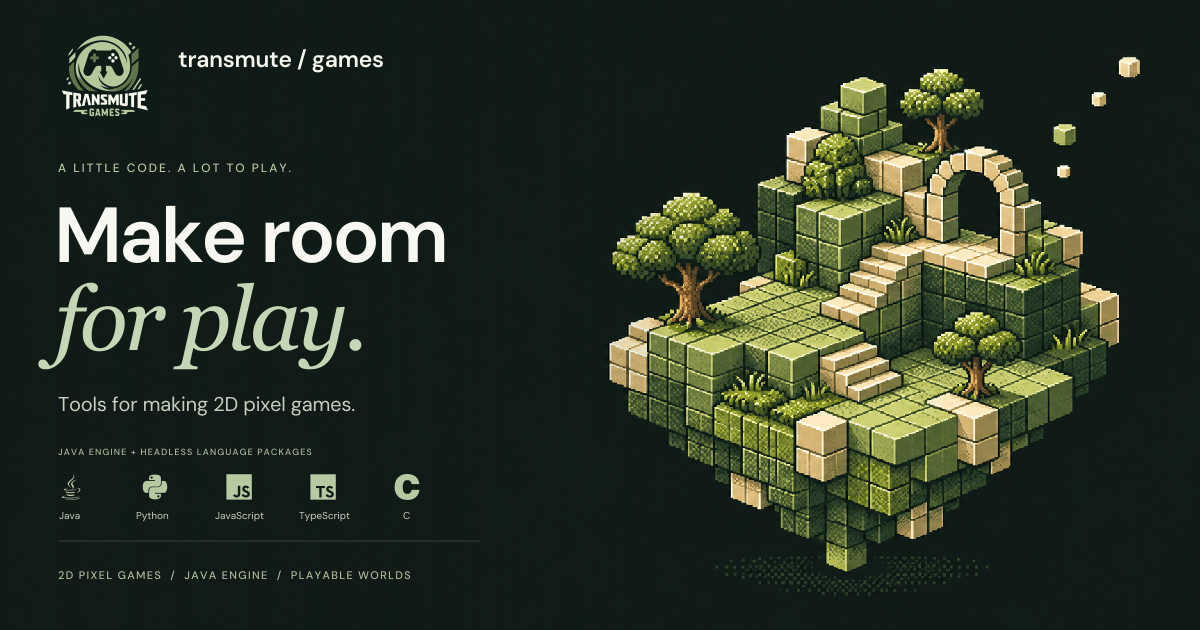 TRANSMUTE
GAMES
transmute / games
A LITTLE CODE. A LOT TO PLAY.
Make room
for play.
Tools for making 2D pixel games.
JAVA ENGINE + HEADLESS LANGUAGE PACKAGES
JS TS C
Java Python JavaScript TypeScript C
2D PIXEL GAMES / JAVA ENGINE / PLAYABLE WORLDS